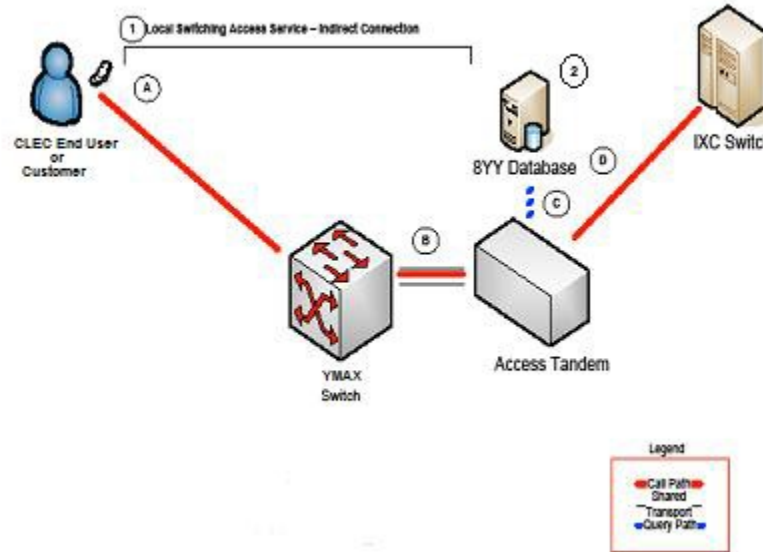 1 Local Switching Access Service – Indirect Connection
A
2
CLEC End User
or
Customer
8YY Database
D
IXC Switch
C
B
YMAX
Switch
Access Tandem
Legend
Call Path
Shared
Transport
Query Path